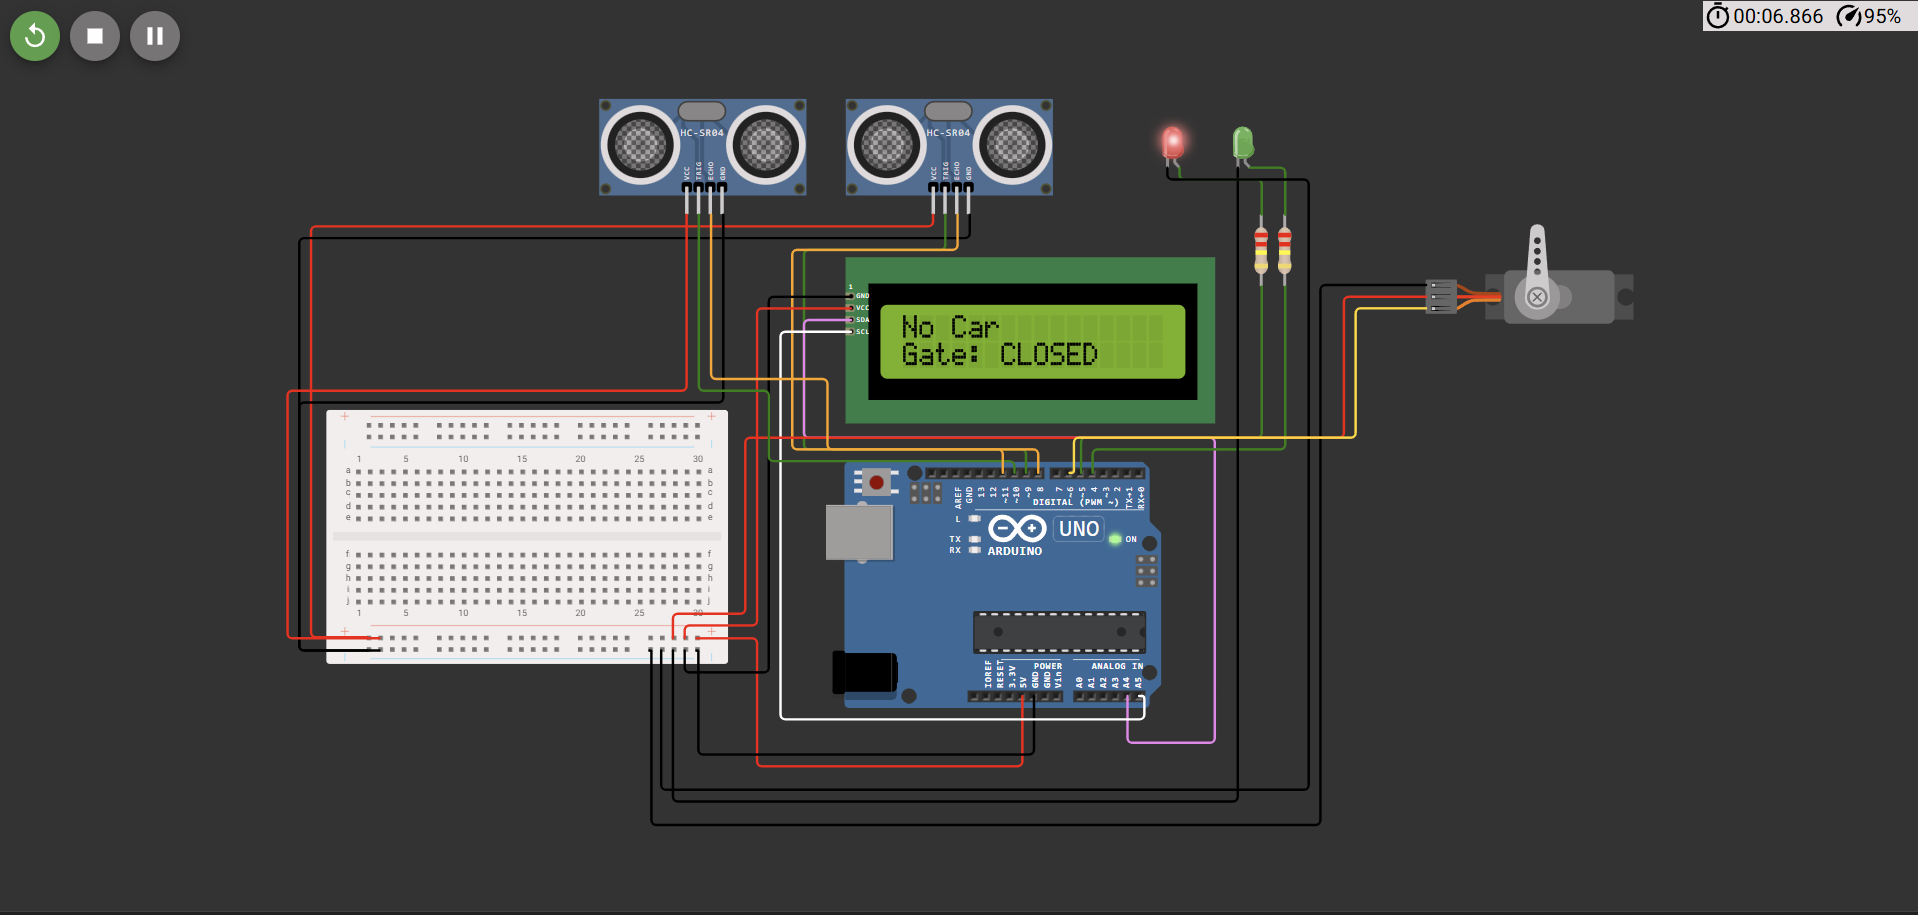 00:06.866 95%
HC-SR04
VCC
TRIG
ECHO
GND
HC-SR04
VCC
TRIG
ECHO
GND
1
GND
VCC
SDA
SCL
No Car
Gate: CLOSED
1 5 10 15 20 25 30
a a
b b
c c
d d
e e
f f
g g
h h
i i
j j
1 5 10 15 20 25 30
AREF
GND
13
12
~11
~10
~9
8
7
~6
~5
4
~3
2
TX→1
RX←0
DIGITAL (PWM ~)
L
TX
RX
ARDUINO
UNO
ON
POWER
ANALOG IN
IOREF
RESET
3.3V
5V
GND
GND
Vin
A0
A1
A2
A3
A4
A5